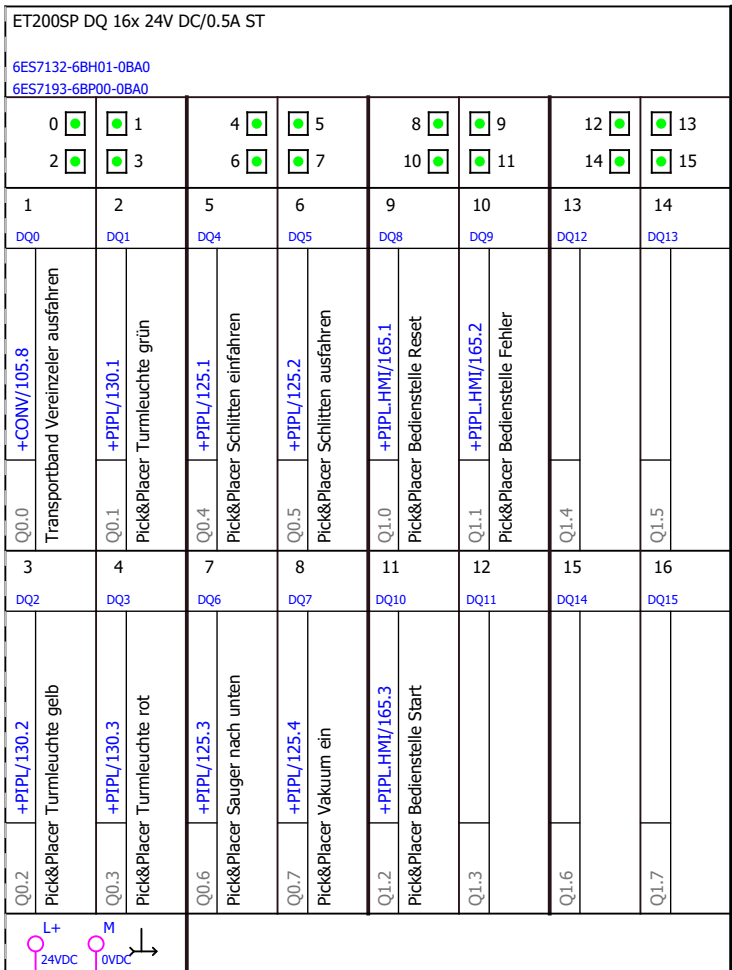 ET200SP DQ 16x 24V DC/0.5A ST
6ES7132-6BH01-0BA0
6ES7193-6BP00-0BA0
0 1 4 5 8 9 12 13
2 3 6 7 10 11 14 15
1 2 5 6 9 10 13 14
DQ0 DQ1 DQ4 DQ5 DQ8 DQ9 DQ12 DQ13
Q0.0 +CONV/105.8
Transportband Vereinzeler ausfahren
Q0.1 +PIPL/130.1
Pick&Placer Turmleuchte grün
Q0.4 +PIPL/125.1
Pick&Placer Schlitten einfahren
Q0.5 +PIPL/125.2
Pick&Placer Schlitten ausfahren
Q1.0 +PIPL.HMI/165.1
Pick&Placer Bedienstelle Reset
Q1.1 +PIPL.HMI/165.2
Pick&Placer Bedienstelle Fehler
Q1.4
Q1.5
3 4 7 8 11 12 15 16
DQ2 DQ3 DQ6 DQ7 DQ10 DQ11 DQ14 DQ15
Q0.2 +PIPL/130.2
Pick&Placer Turmleuchte gelb
Q0.3 +PIPL/130.3
Pick&Placer Turmleuchte rot
Q0.6 +PIPL/125.3
Pick&Placer Sauger nach unten
Q0.7 +PIPL/125.4
Pick&Placer Vakuum ein
Q1.2 +PIPL.HMI/165.3
Pick&Placer Bedienstelle Start
Q1.3
Q1.6
Q1.7
L+ M
24VDC 0VDC